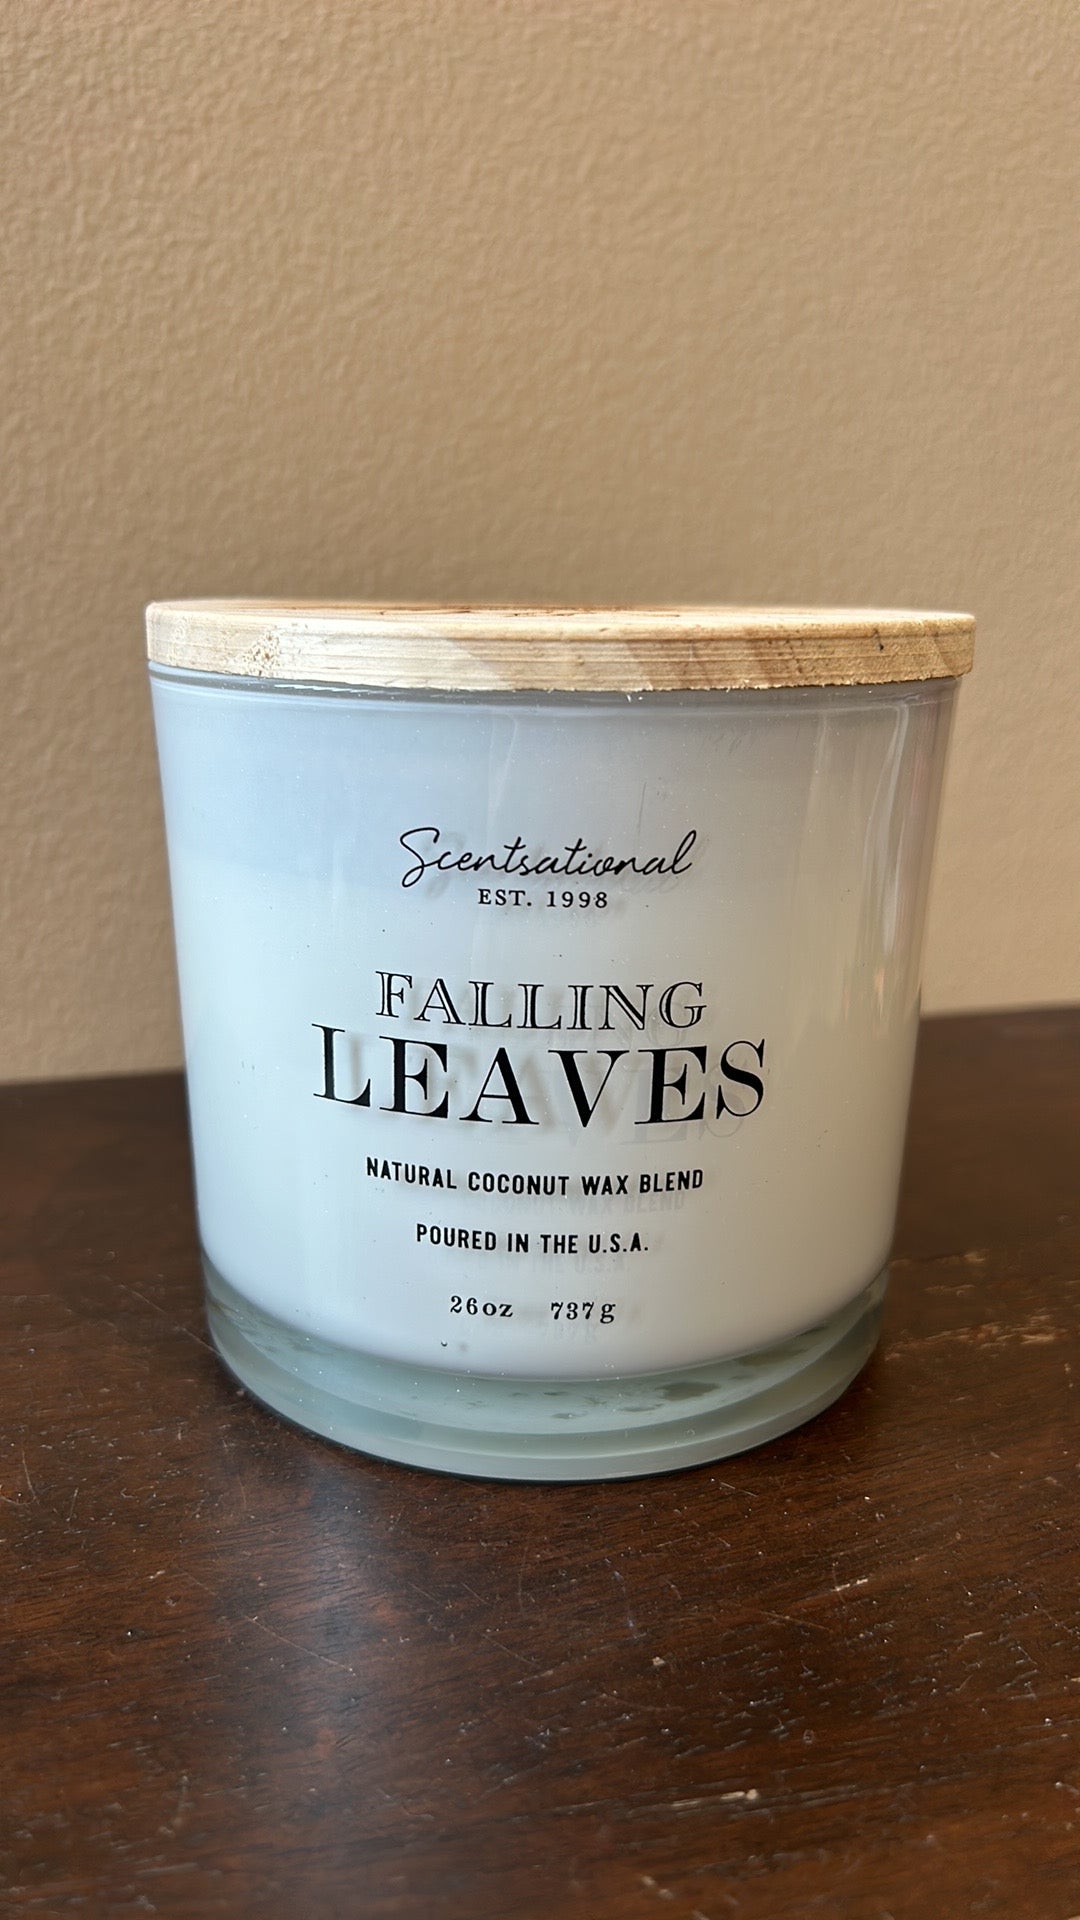 Scentsational
EST. 1998
FALLING
LEAVES
NATURAL COCONUT WAX BLEND
POURED IN THE U.S.A.
26oz 737g